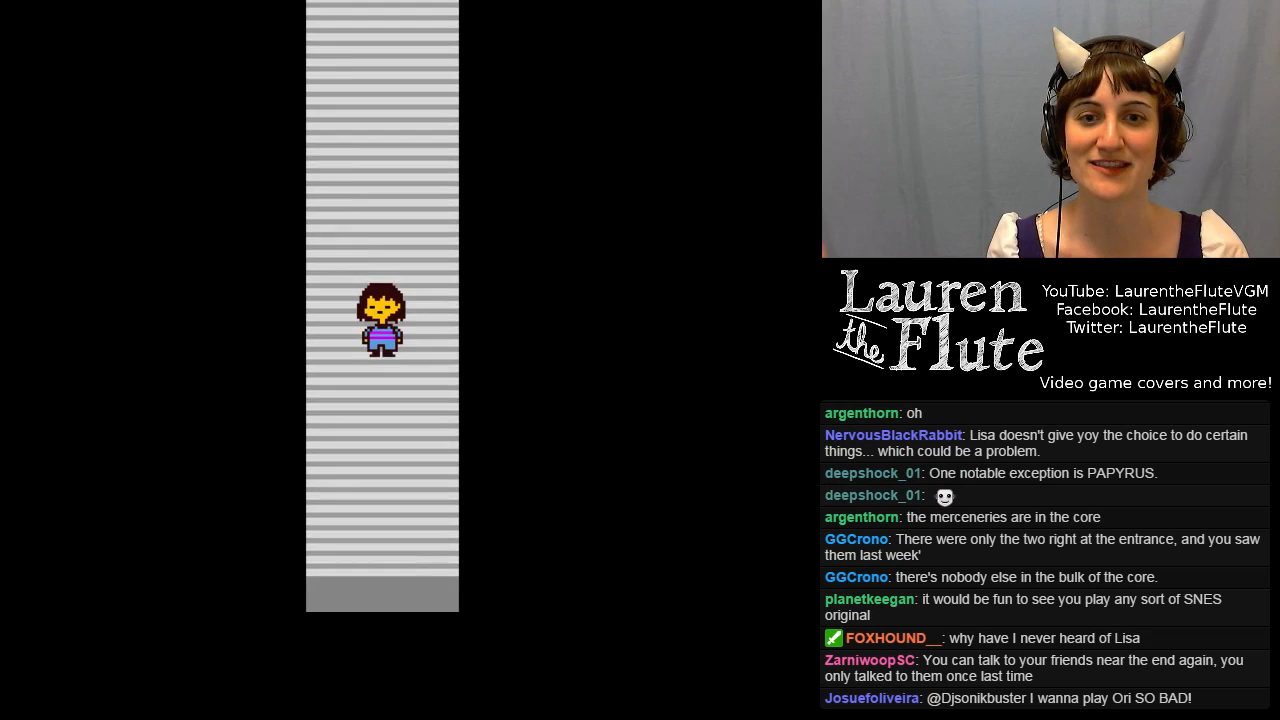 Lauren
the Flute
YouTube: LaurentheFluteVGM
Facebook: LaurentheFlute
Twitter: LaurentheFlute
Video game covers and more!
argenthorn: oh
NervousBlackRabbit: Lisa doesn't give yoy the choice to do certain
things... which could be a problem.
deepshock_01: One notable exception is PAPYRUS.
deepshock_01:
argenthorn: the merceneries are in the core
GGCrono: There were only the two right at the entrance, and you saw
them last week'
GGCrono: there's nobody else in the bulk of the core.
planetkeegan: it would be fun to see you play any sort of SNES
original
FOXHOUND__: why have I never heard of Lisa
ZarniwoopSC: You can talk to your friends near the end again, you
only talked to them once last time
Josuefoliveira: @Djsonikbuster I wanna play Ori SO BAD!